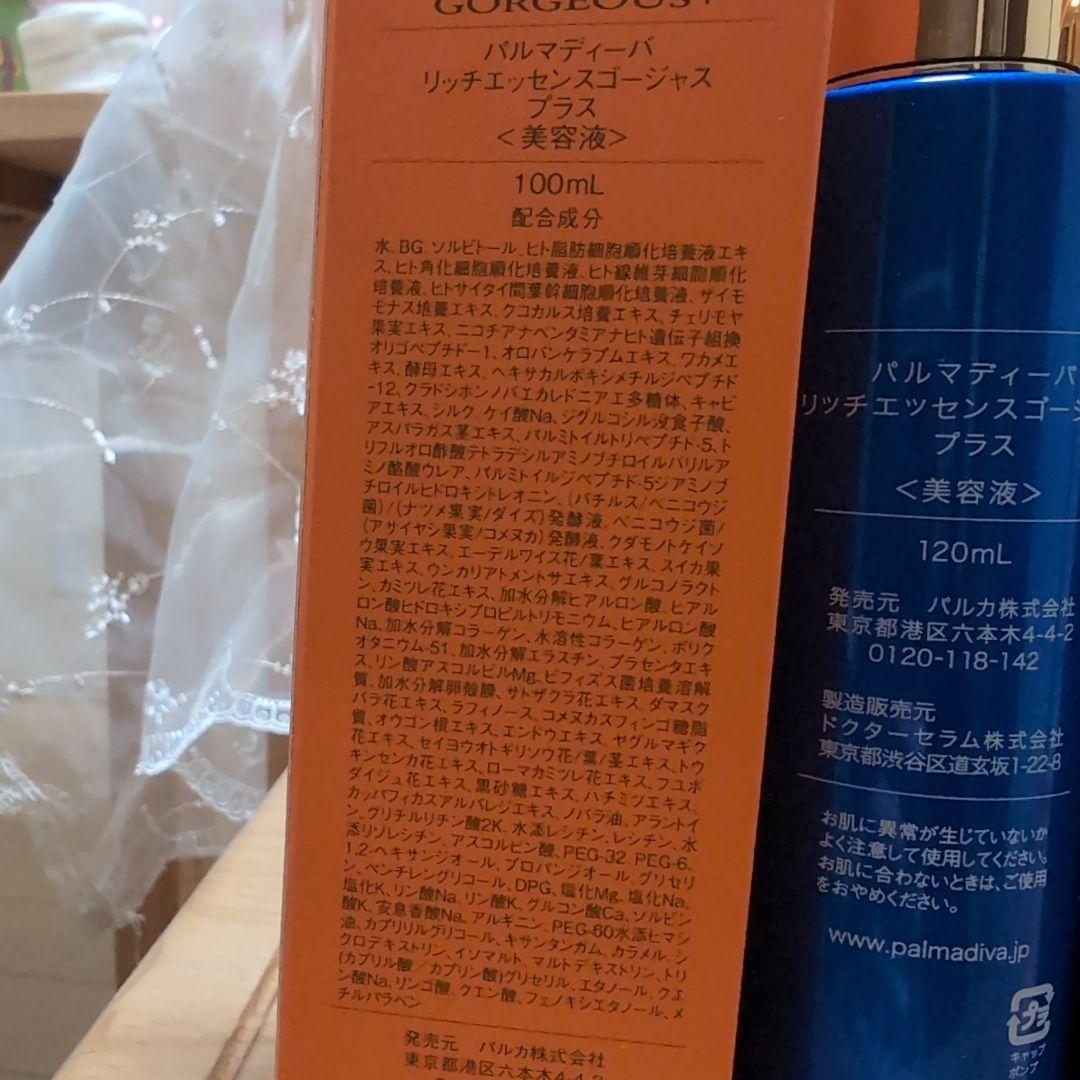 GORGEOUS+
パルマディーバ
リッチエッセンスゴージャス
プラス
＜美容液＞
100mL
配合成分
水、BG、ソルビトール、ヒト脂肪細胞順化培養液エキ
ス、ヒト角化細胞順化培養液、ヒト線維芽細胞順化
培養液、ヒトサイタイ間葉幹細胞順化培養液、ザイモ
モナス培養エキス、クコカルス培養エキス、チェリモヤ
果実エキス、ニコチアナベンタミアナヒト遺伝子組換
オリゴペプチドー1、オロバンケラプムエキス、ワカメエ
キス、酵母エキス、ヘキサカルボキシメチルジペプチド
-12、クラドシホンノバエカレドニアエ多糖体、キャビ
アエキス、シルク、ケイ酸Na、ジグルコシル没食子酸、
アスパラガス茎エキス、パルミトイルトリペプチド-5、ト
リフルオロ酢酸テトラデシルアミノブチロイルバリルア
ミノ酪酸ウレア、パルミトイルジペプチド-5ジアミノブ
チロイルヒドロキシトレオニン、(バチルス/ベニコウジ
菌)/(ナツメ果実/ダイズ)発酵液、ベニコウジ菌/
(アサイヤシ果実/コメヌカ)発酵液、クダモノトケイソ
ウ果実エキス、エーデルワイス花/葉エキス、スイカ果
実エキス、ウンカリアトメントサエキス、グルコノラクト
ン、カミツレ花エキス、加水分解ヒアルロン酸、ヒアル
ロン酸ヒドロキシプロピルトリモニウム、ヒアルロン酸
Na、加水分解コラーゲン、水溶性コラーゲン、ポリク
オタニウム-51、加水分解エラスチン、プラセンタエキ
ス、リン酸アスコルビルMg、ビフィズス菌培養溶解
質、加水分解卵殻膜、サトザクラ花エキス、ダマスク
バラ花エキス、ラフィノース、コメヌカスフィンゴ糖脂
質、オウゴン根エキス、エンドウエキス、ヤグルマギク
花エキス、セイヨウオトギリソウ花/葉/茎エキス、トウ
キンセンカ花エキス、ローマカミツレ花エキス、フユボ
ダイジュ花エキス、黒砂糖エキス、ハチミツエキス、
カッパフィカスアルバレジエキス、ノバラ油、アラントイ
ン、グリチルリチン酸2K、水添レシチン、レシチン、水
添リゾレシチン、アスコルビン酸、PEG-32、PEG-6、
1,2-ヘキサンジオール、プロパンジオール、グリセリ
ン、ペンチレングリコール、DPG、塩化Mg、塩化Na、
塩化K、リン酸Na、リン酸K、グルコン酸Ca、ソルビン
酸K、安息香酸Na、アルギニン、PEG-60水添ヒマシ
油、カプリリルグリコール、キサンタンガム、カラメル、シ
クロデキストリン、イソマルト、マルトデキストリン、トリ
(カプリル酸／カプリン酸)グリセリル、エタノール、クエ
ン酸Na、リンゴ酸、クエン酸、フェノキシエタノール、メ
チルパラベン
発売元　パルカ株式会社
東京都港区六本木4-4-2
パルマディーバ
リッチエッセンスゴージ
プラス
＜美容液＞
120mL
発売元　パルカ株式会社
東京都港区六本木4-4-2
0120-118-142
製造販売元
ドクターセラム株式会社
東京都渋谷区道玄坂1-22-8
お肌に異常が生じていないか
よく注意して使用してください。
お肌に合わないときは、ご使用
をおやめください。
www.palmadiva.jp
プラ
キャップ
ポンプ